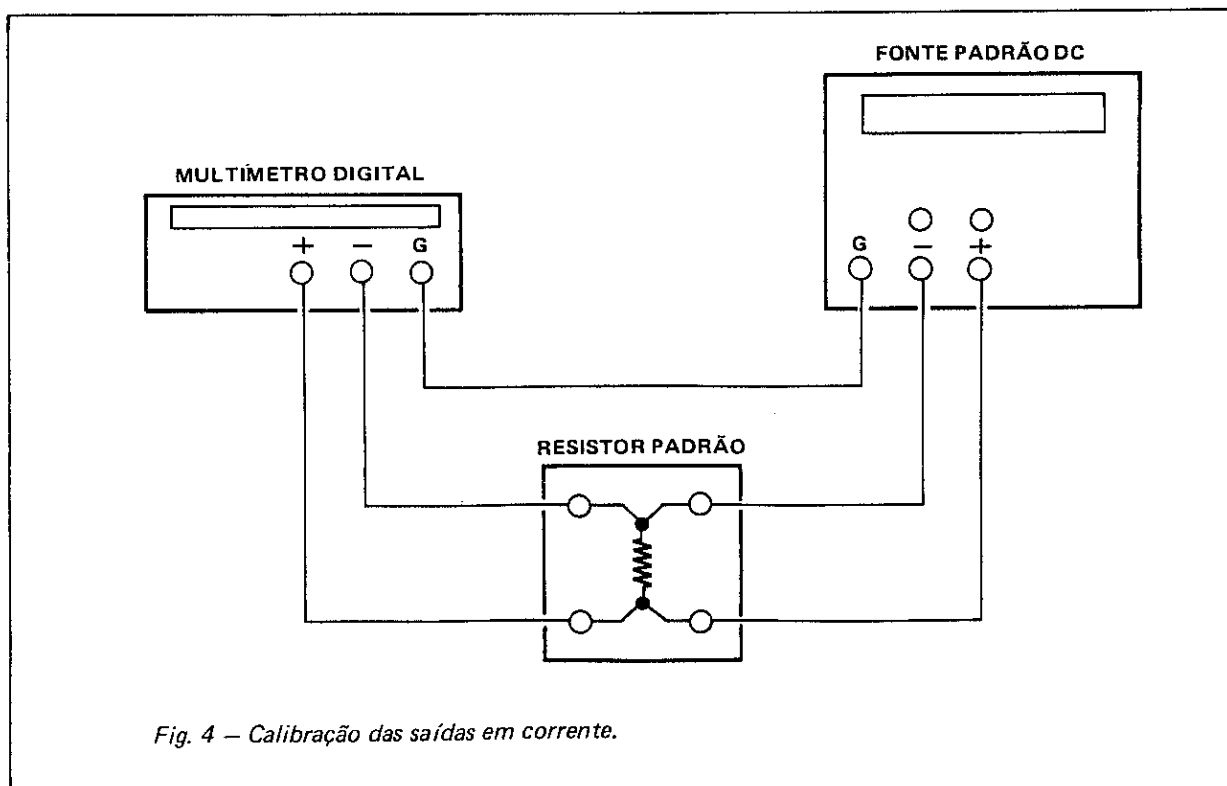 FONTE PADRÃO DC
MULTÍMETRO DIGITAL
+ − G
G − +
RESISTOR PADRÃO
Fig. 4 — Calibração das saídas em corrente.